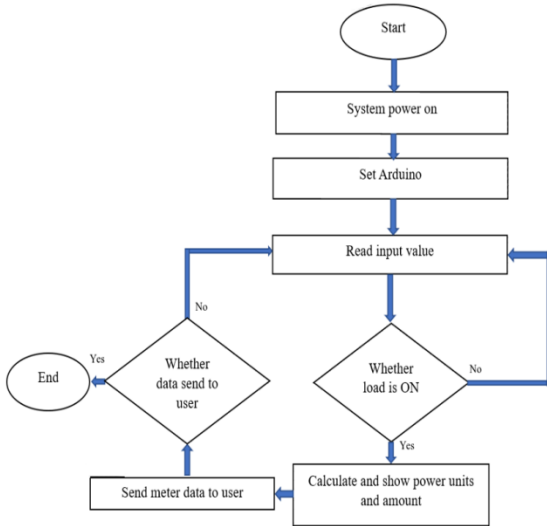 Start
System power on
Set Arduino
Read input value
No
Whether
data send to
user
Yes
End
Whether
load is ON
No
Yes
Calculate and show power units
and amount
Send meter data to user